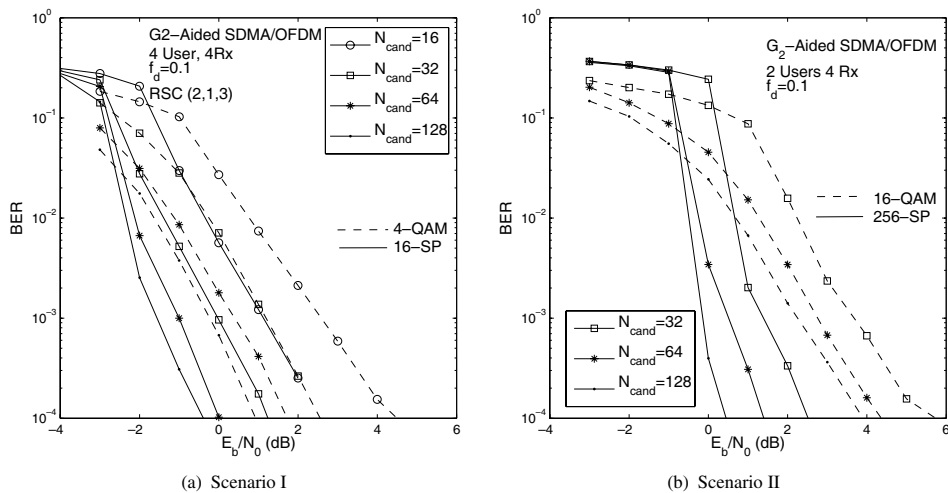 G2−Aided SDMA/OFDM
4 User, 4Rx
f_d=0.1
RSC (2,1,3)
N_cand=16
N_cand=32
N_cand=64
N_cand=128
4−QAM
16−SP
BER
10^0
10^−1
10^−2
10^−3
10^−4
−4
−2
0
2
4
6
E_b/N_0 (dB)
(a) Scenario I
G_2−Aided SDMA/OFDM
2 Users 4 Rx
f_d=0.1
16−QAM
256−SP
N_cand=32
N_cand=64
N_cand=128
BER
10^0
10^−1
10^−2
10^−3
10^−4
−4
−2
0
2
4
6
E_b/N_0 (dB)
(b) Scenario II